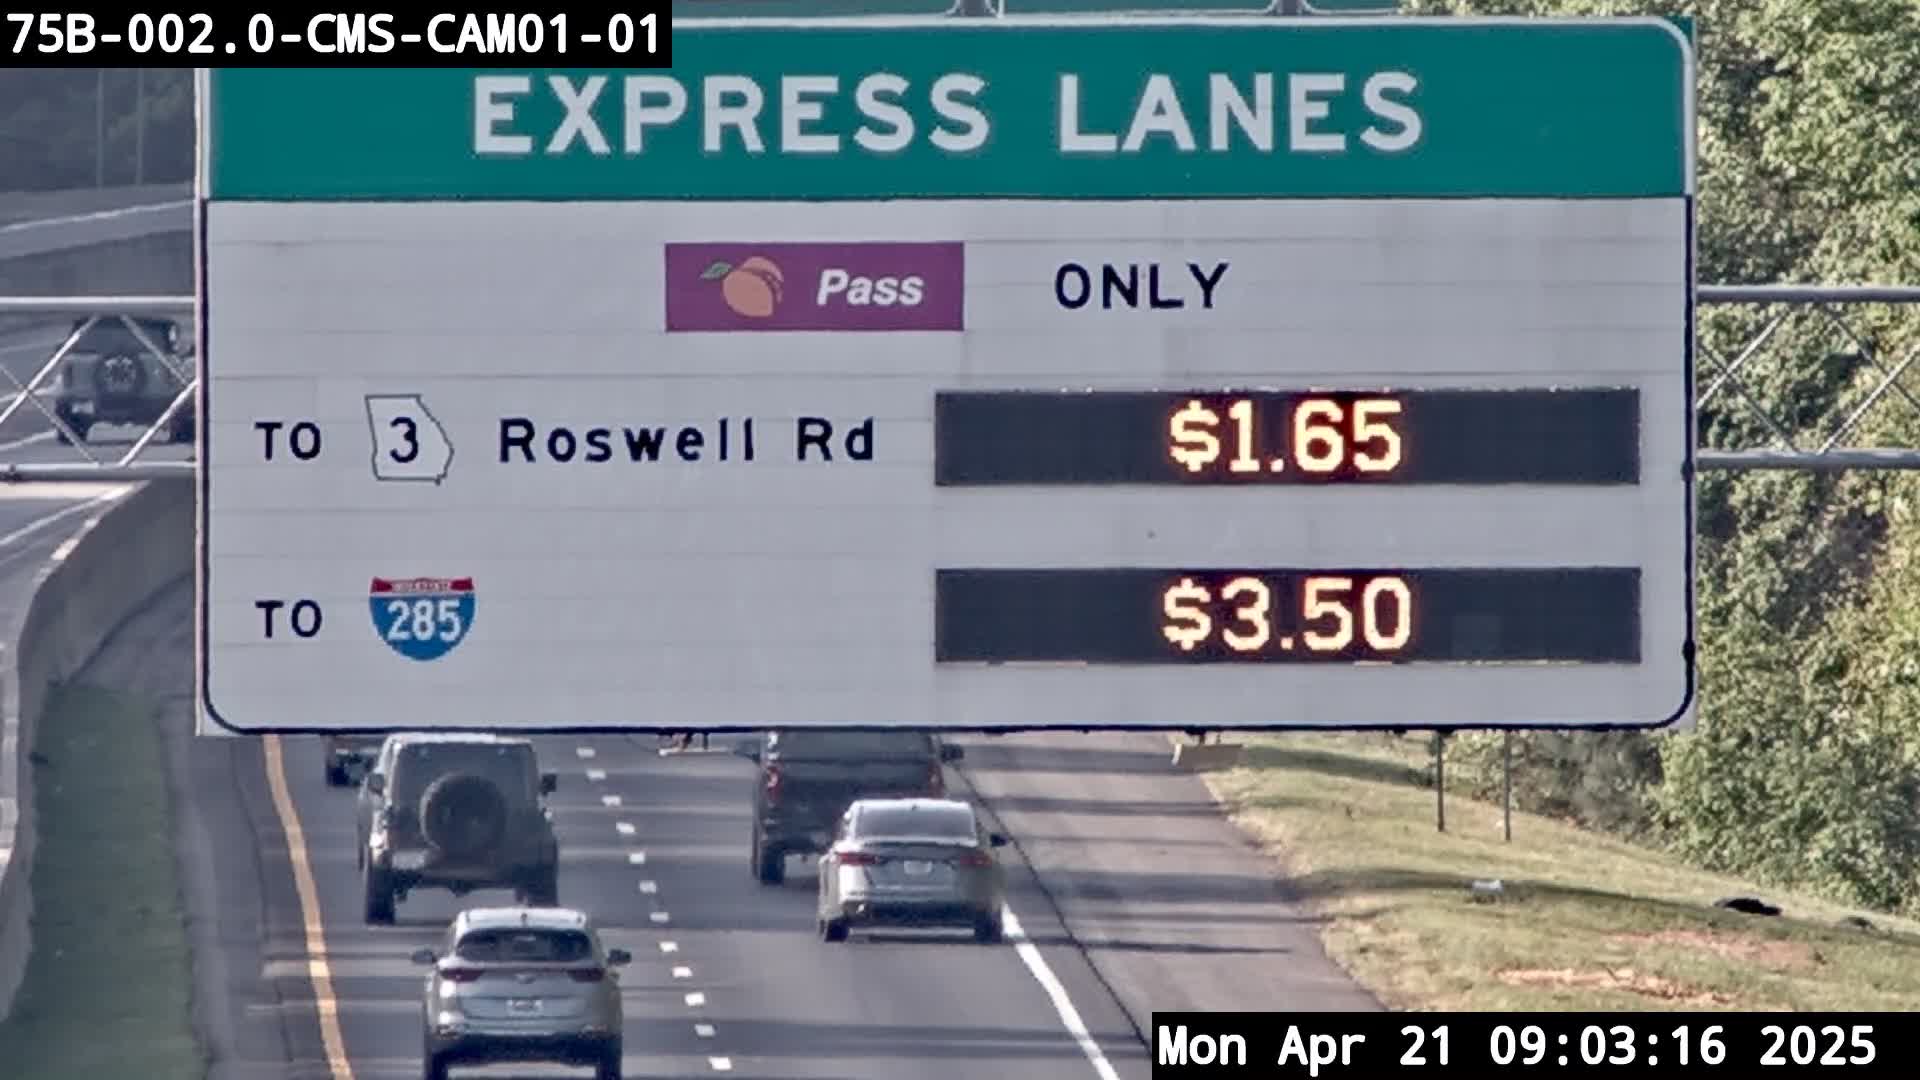 75B-002.0-CMS-CAM01-01
EXPRESS LANES
Pass ONLY
TO 3 Roswell Rd $1.65
TO INTERSTATE 285 $3.50
Mon Apr 21 09:03:16 2025